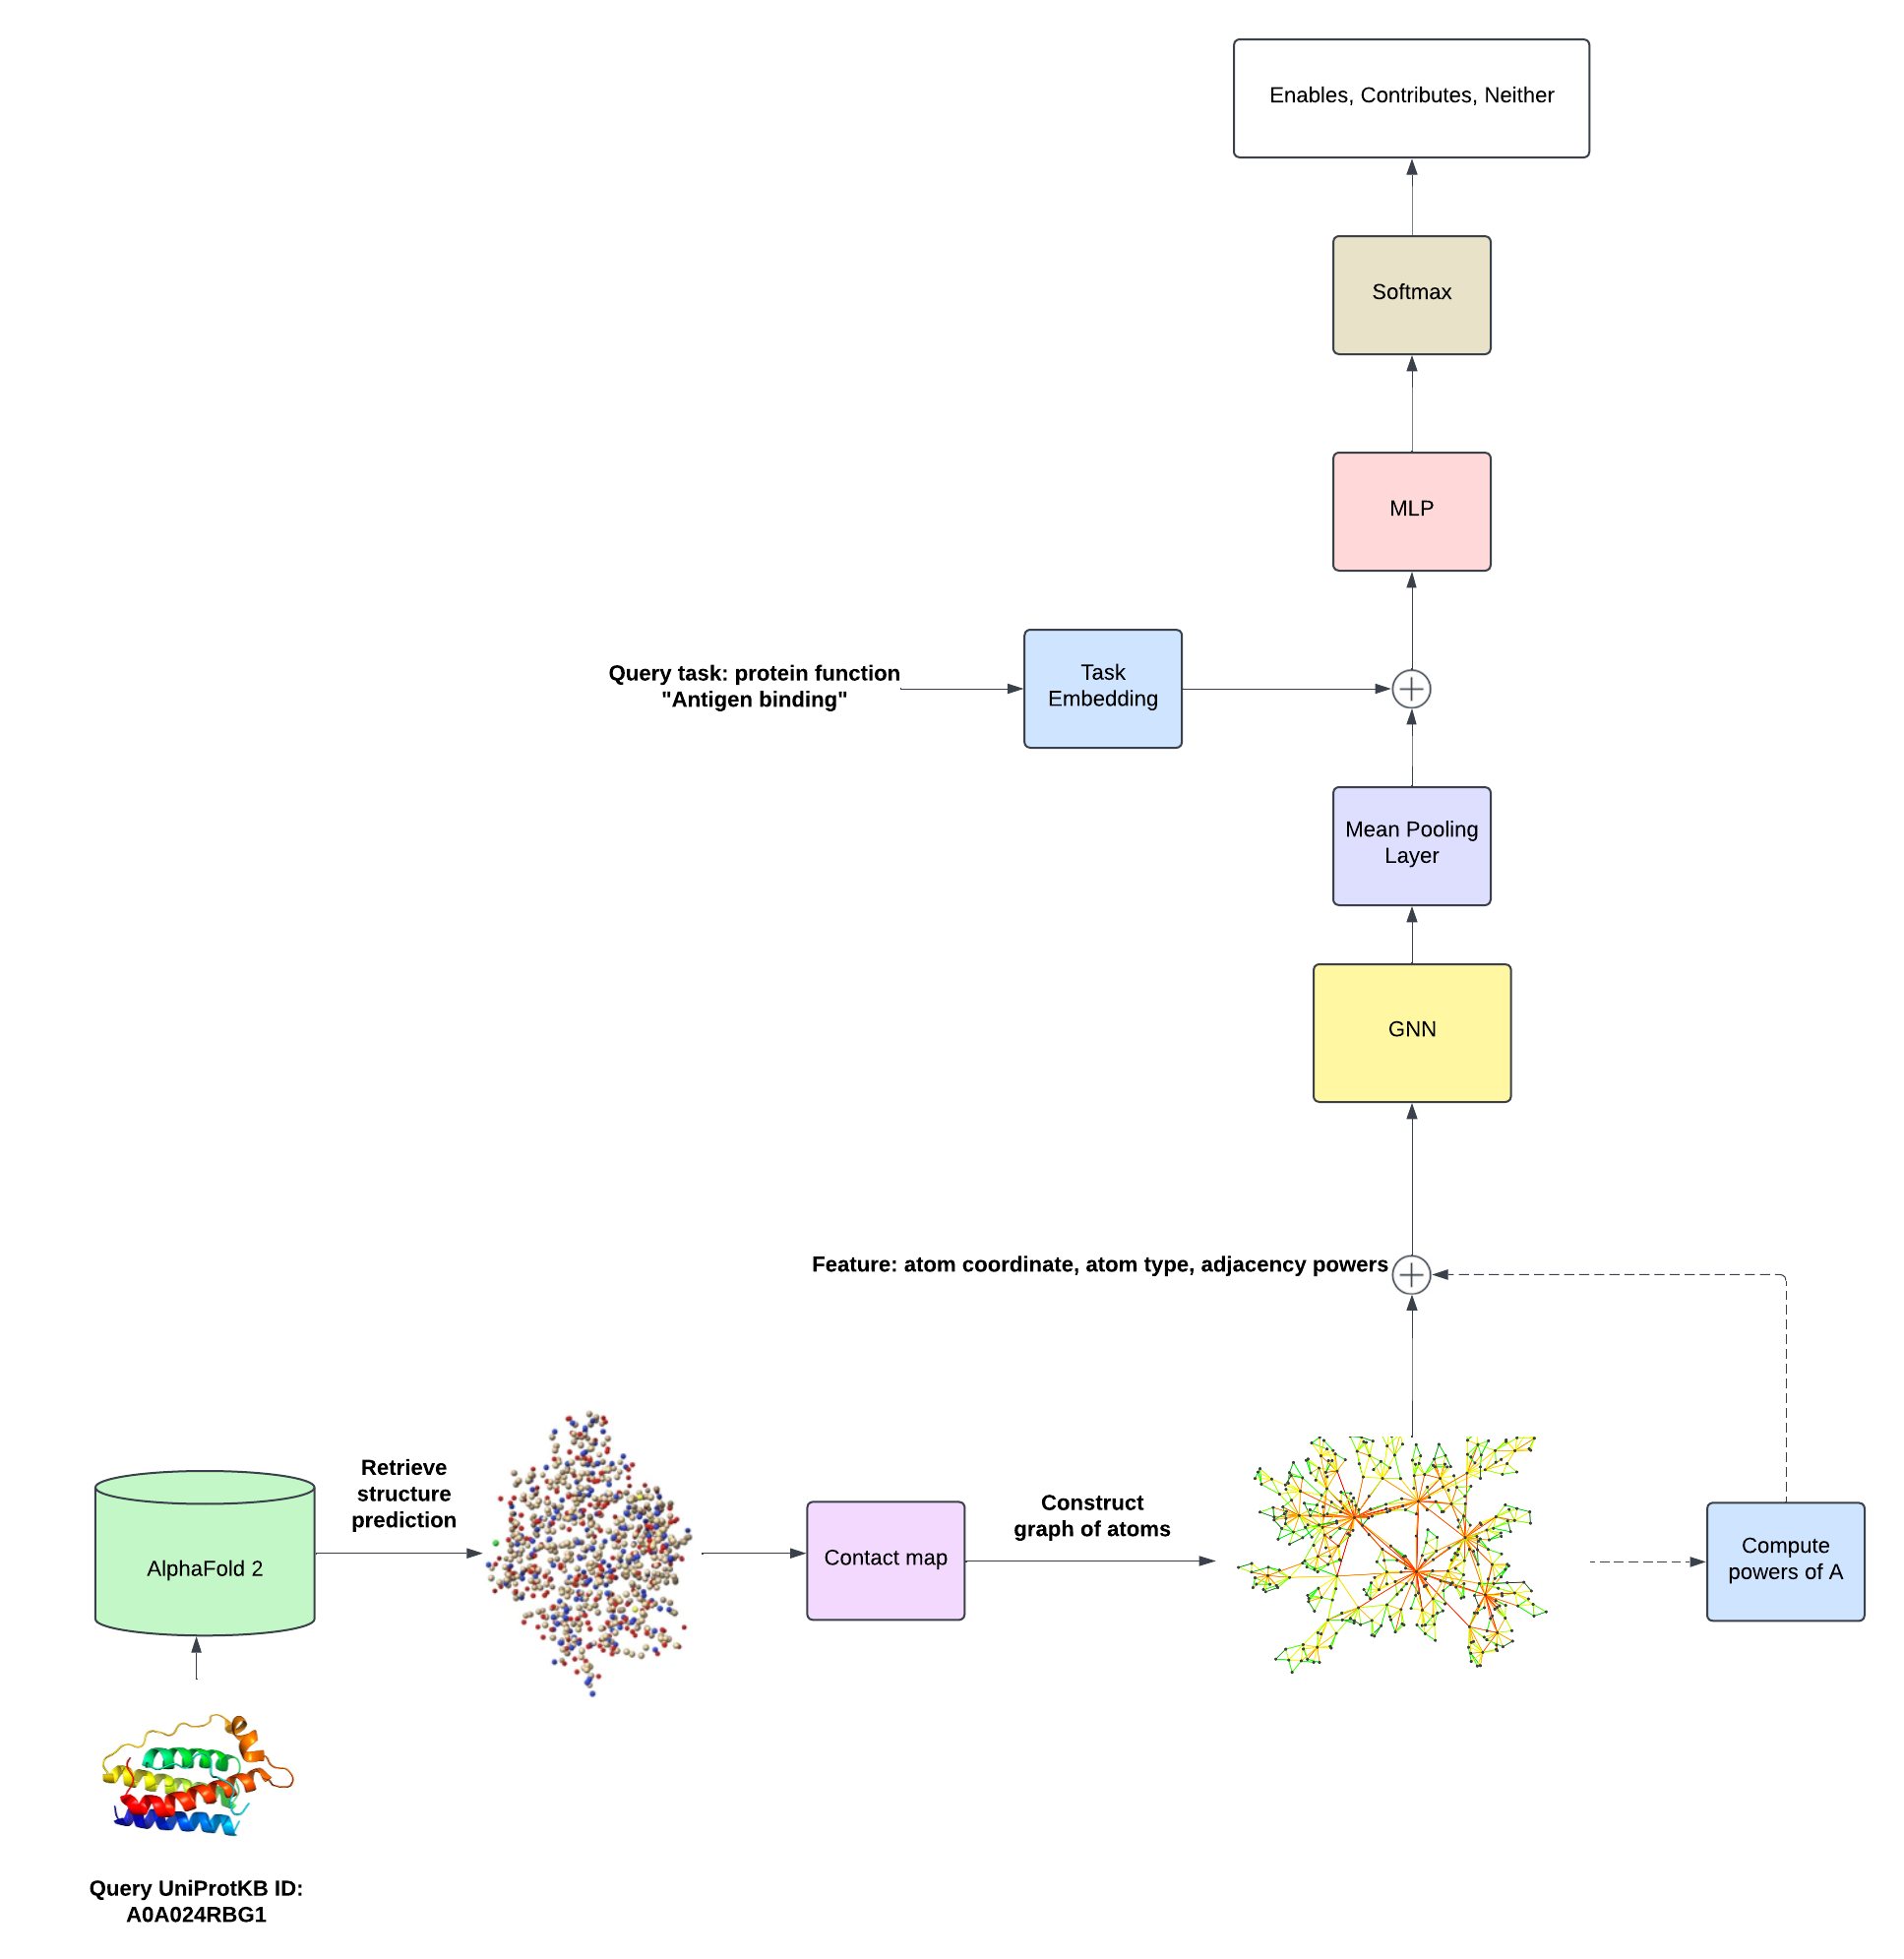 Enables, Contributes, Neither
Softmax
MLP
Query task: protein function
"Antigen binding"
Task
Embedding
Mean Pooling
Layer
GNN
Feature: atom coordinate, atom type, adjacency powers
Retrieve
structure
prediction
AlphaFold 2
Contact map
Construct
graph of atoms
Compute
powers of A
Query UniProtKB ID:
A0A024RBG1